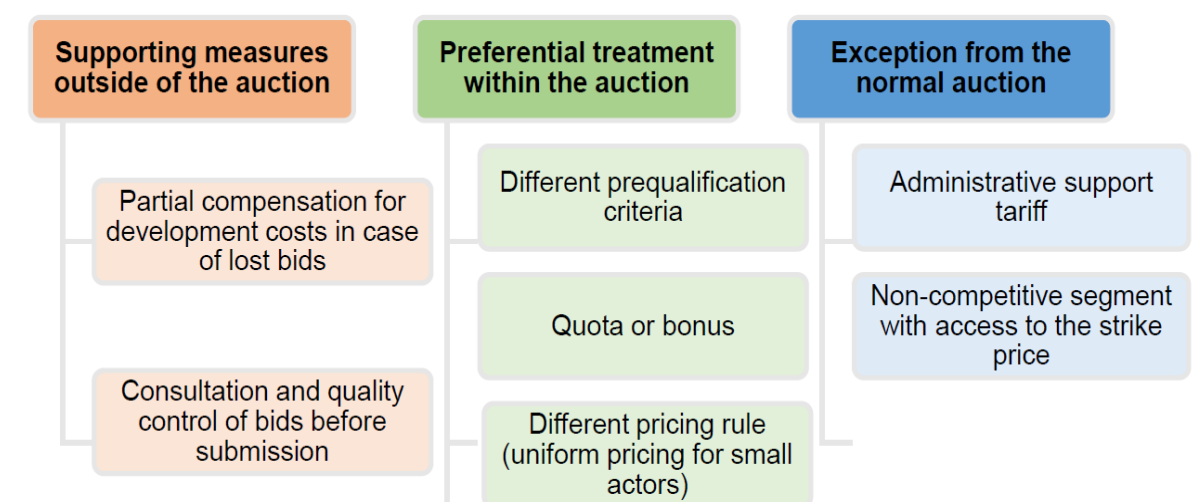 Supporting measures
outside of the auction
Partial compensation for
development costs in case
of lost bids
Consultation and quality
control of bids before
submission
Preferential treatment
within the auction
Different prequalification
criteria
Quota or bonus
Different pricing rule
(uniform pricing for small
actors)
Exception from the
normal auction
Administrative support
tariff
Non-competitive segment
with access to the strike
price